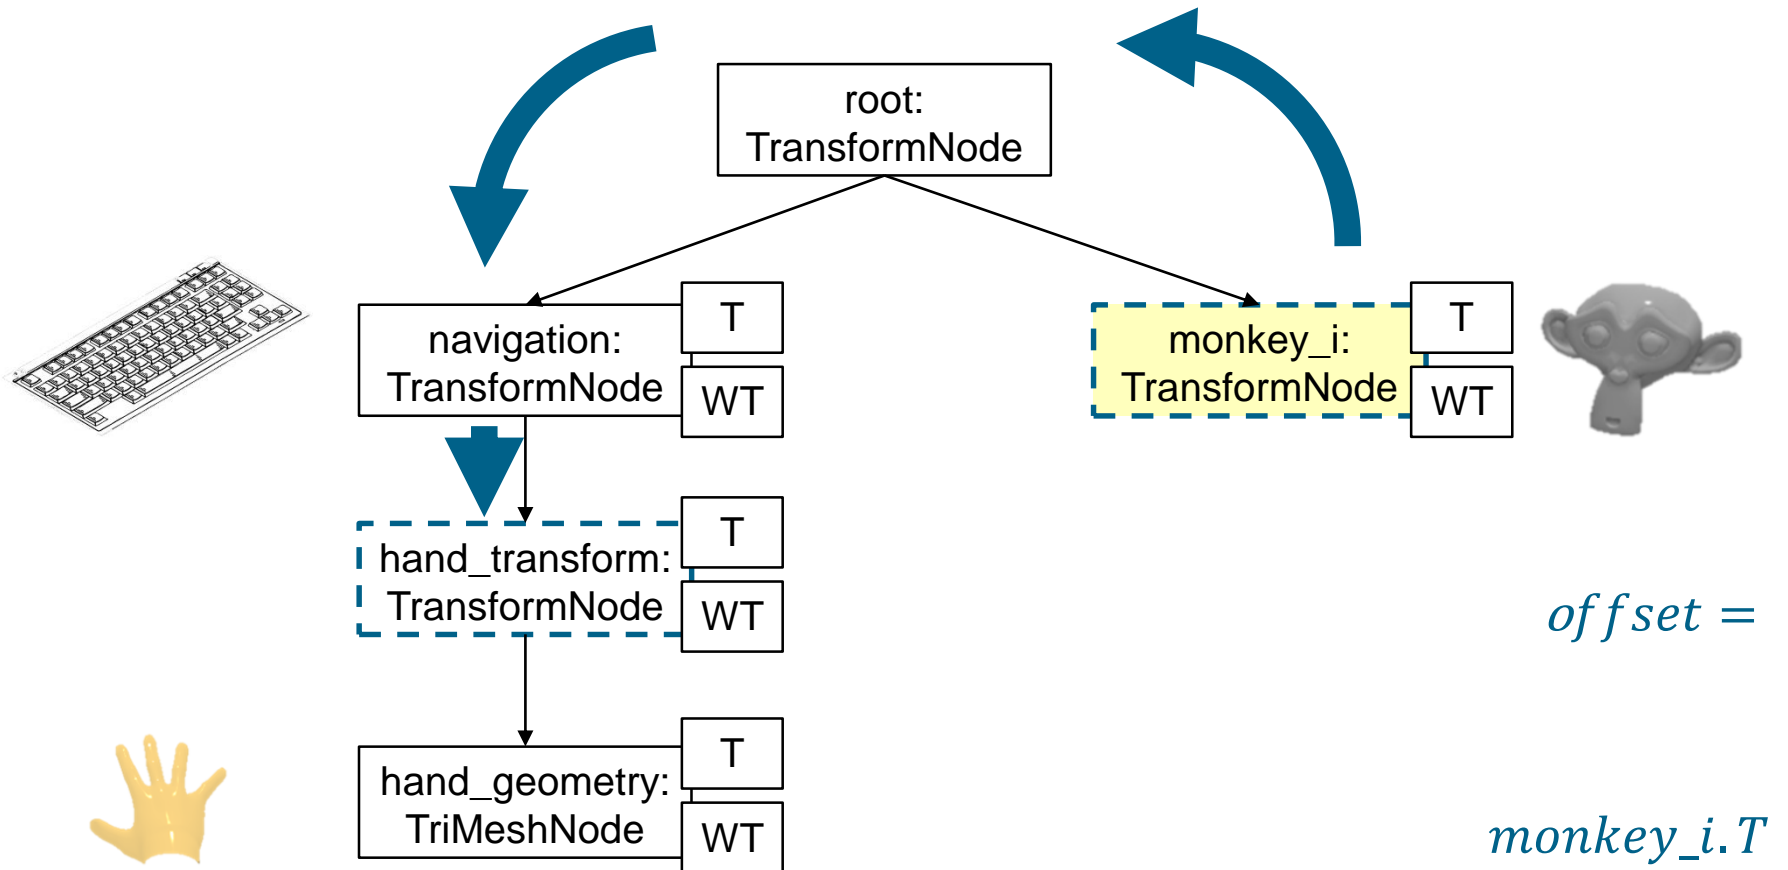 root:
TransformNode
navigation:
TransformNode
T
WT
monkey_i:
TransformNode
T
WT
hand_transform:
TransformNode
T
WT
offset =
hand_geometry:
TriMeshNode
T
WT
monkey_i.T